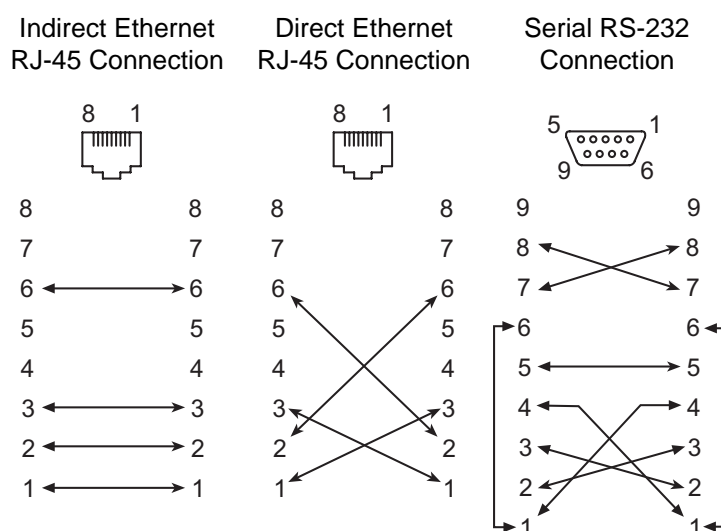 Indirect Ethernet
RJ-45 Connection
Direct Ethernet
RJ-45 Connection
Serial RS-232
Connection
8 1
8 1
5 1
9 6
8 8 8 8 9 9
7 7 7 7 8 8
6 6 6 6 7 7
5 5 5 5 6 6
4 4 4 4 5 5
3 3 3 3 4 4
2 2 2 2 3 3
1 1 1 1 2 2
1 1